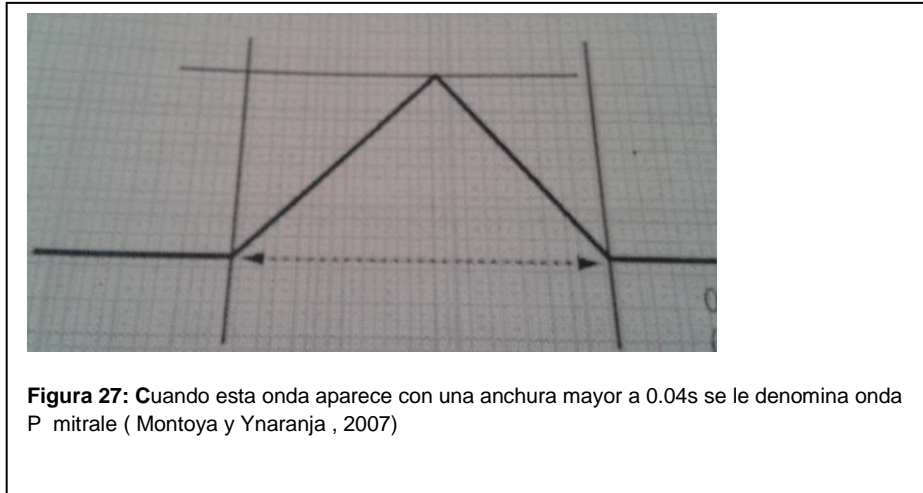 0
Figura 27: Cuando esta onda aparece con una anchura mayor a 0.04s se le denomina onda
P  mitrale ( Montoya y Ynaranja , 2007)